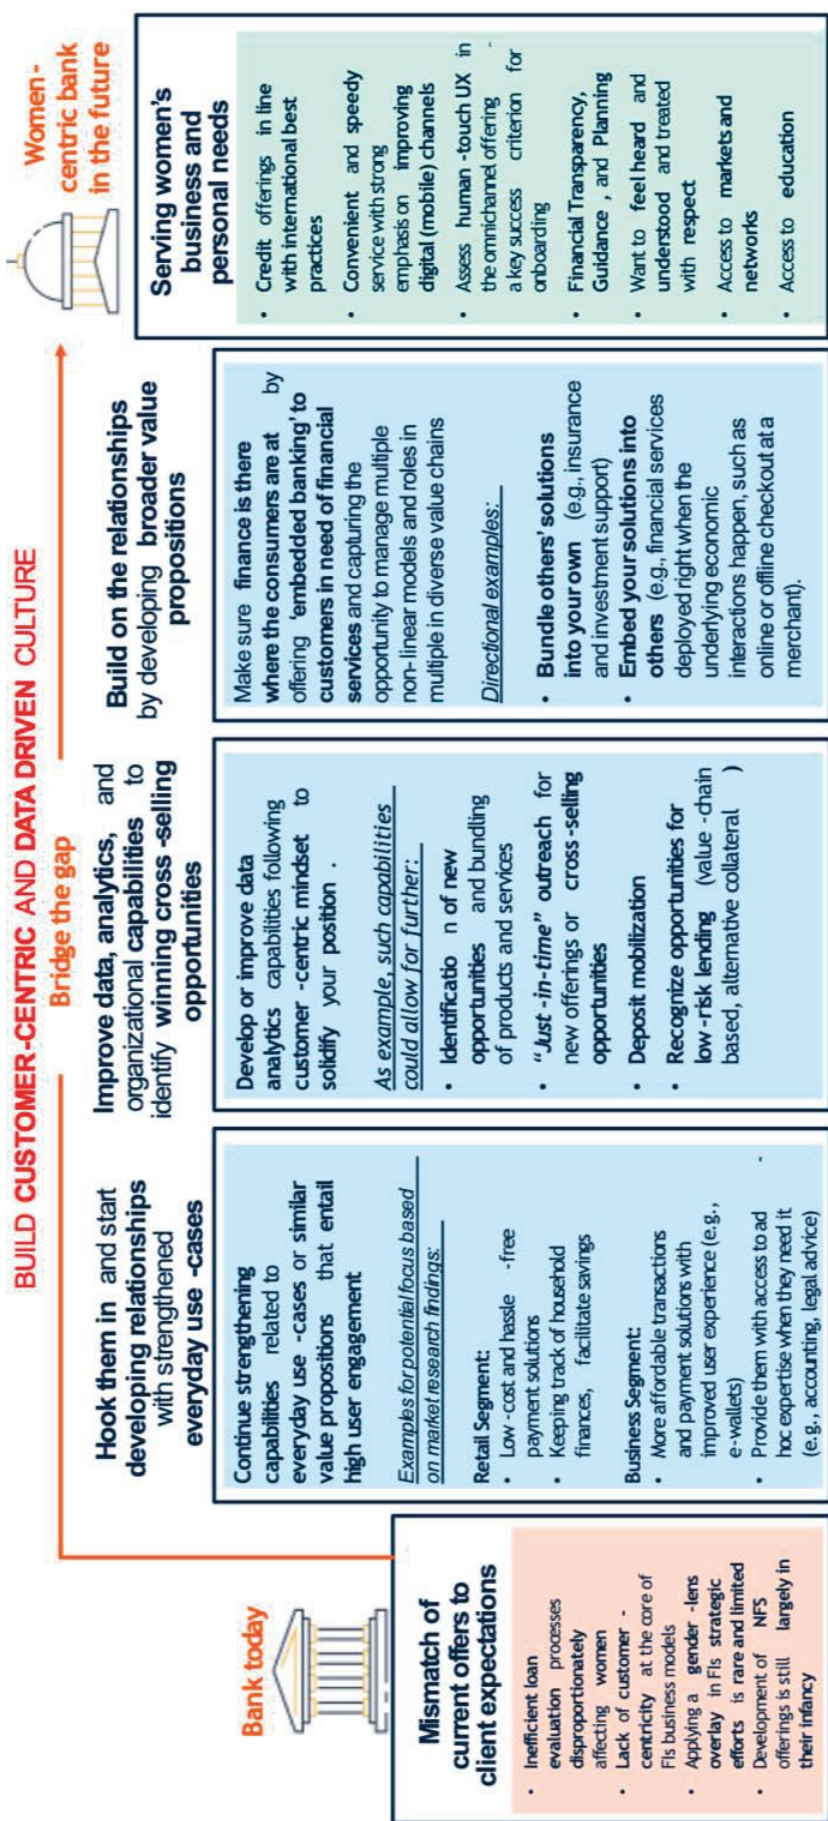 BUILD CUSTOMER-CENTRIC AND DATA DRIVEN CULTURE
Bridge the gap
Bank today
Mismatch of
current offers to
client expectations
• Inefficient loan
evaluation processes
disproportionately
affecting women
• Lack of customer -
centricity at the core of
FIs business models
• Applying a gender -lens
overlay in FIs strategic
efforts is rare and limited
• Development of NFS
offerings is still largely in
their infancy
Hook them in and start
developing relationships
with strengthened
everyday use -cases
Continue strengthening
capabilities related to
everyday use -cases or similar
value propositions that entail
high user engagement
Examples for potential focus based
on market research findings:
Retail Segment:
• Low -cost and hassle -free
payment solutions
• Keeping track of household
finances, facilitate savings
Business Segment:
• More affordable transactions
and payment solutions with
improved user experience (e.g.,
e-wallets)
• Provide them with access to ad -
hoc expertise when they need it
(e.g., accounting, legal advice)
Improve data, analytics, and
organizational capabilities to
identify winning cross -selling
opportunities
Develop or improve data
analytics capabilities following
customer -centric mindset to
solidify your position .
As example, such capabilities
could allow for further:
• Identificatio n of new
opportunities and bundling
of products and services
• "Just -in-time" outreach for
new offerings or cross-selling
opportunities
• Deposit mobilization
• Recognize opportunities for
low -risk lending (value -chain
based, alternative collateral )
Build on the relationships
by developing broader value
propositions
Make sure finance is there
where the consumers are at by
offering 'embedded banking' to
customers in need of financial
services and capturing the
opportunity to manage multiple
non- linear models and roles in
multiple in diverse value chains
Directional examples:
• Bundle others' solutions
into your own (e.g., insurance
and investment support)
• Embed your solutions into
others (e.g., financial services
deployed right when the
underlying economic
interactions happen, such as
online or offline checkout at a
merchant).
Women -
centric bank
in the future
Serving women's
business and
personal needs
• Credit offerings in line
with international best
practices
• Convenient and speedy
service with strong
emphasis on improving
digital (mobile) channels
• Assess human -touch UX in
the omnichannel offering -
a key success criterion for
onboarding
• Financial Transparency,
Guidance , and Planning
• Want to feel heard and
understood and treated
with respect
• Access to markets and
networks
• Access to education